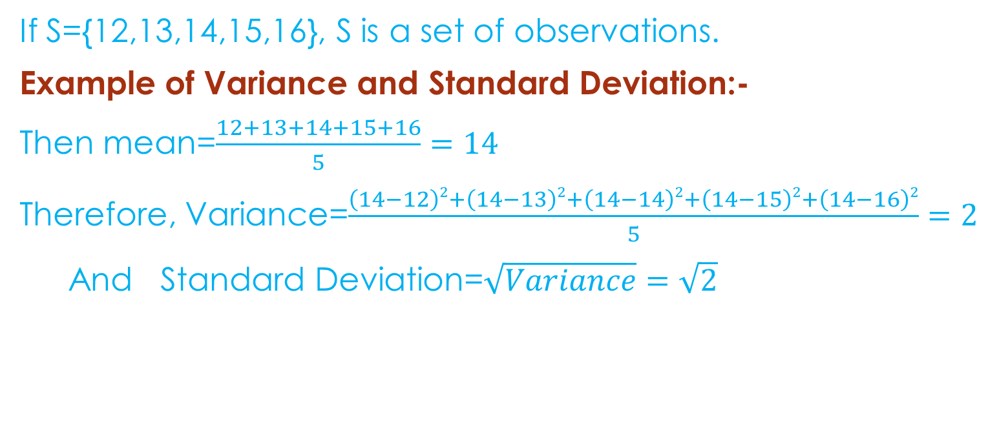 If S={12,13,14,15,16}, S is a set of observations.
Example of Variance and Standard Deviation:-
Then mean=\frac{12+13+14+15+16}{5} = 14
Therefore, Variance=\frac{(14−12)²+(14−13)²+(14−14)²+(14−15)²+(14−16)²}{5} = 2
And Standard Deviation=√Variance = √2